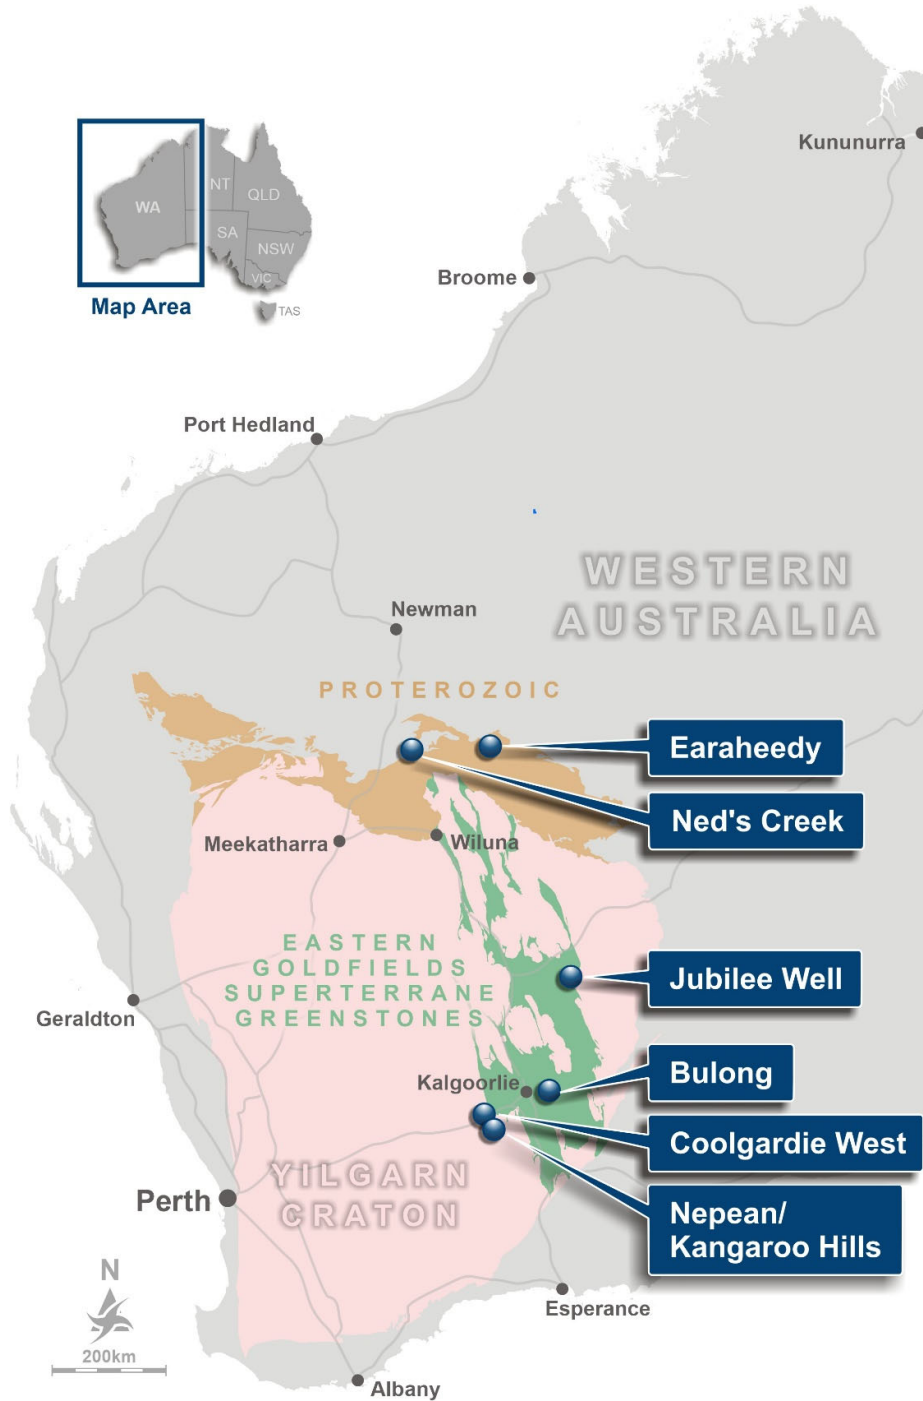 Kununurra
NT
QLD
WA
SA
NSW
VIC
TAS
Map Area
Broome
Port Hedland
WESTERN
AUSTRALIA
Newman
PROTEROZOIC
Earaheedy
Ned's Creek
Meekatharra
Wiluna
EASTERN
GOLDFIELDS
SUPERTERRANE
GREENSTONES
Jubilee Well
Geraldton
Kalgoorlie
Bulong
Coolgardie West
YILGARN
CRATON
Perth
Nepean/
Kangaroo Hills
N
200km
Esperance
Albany